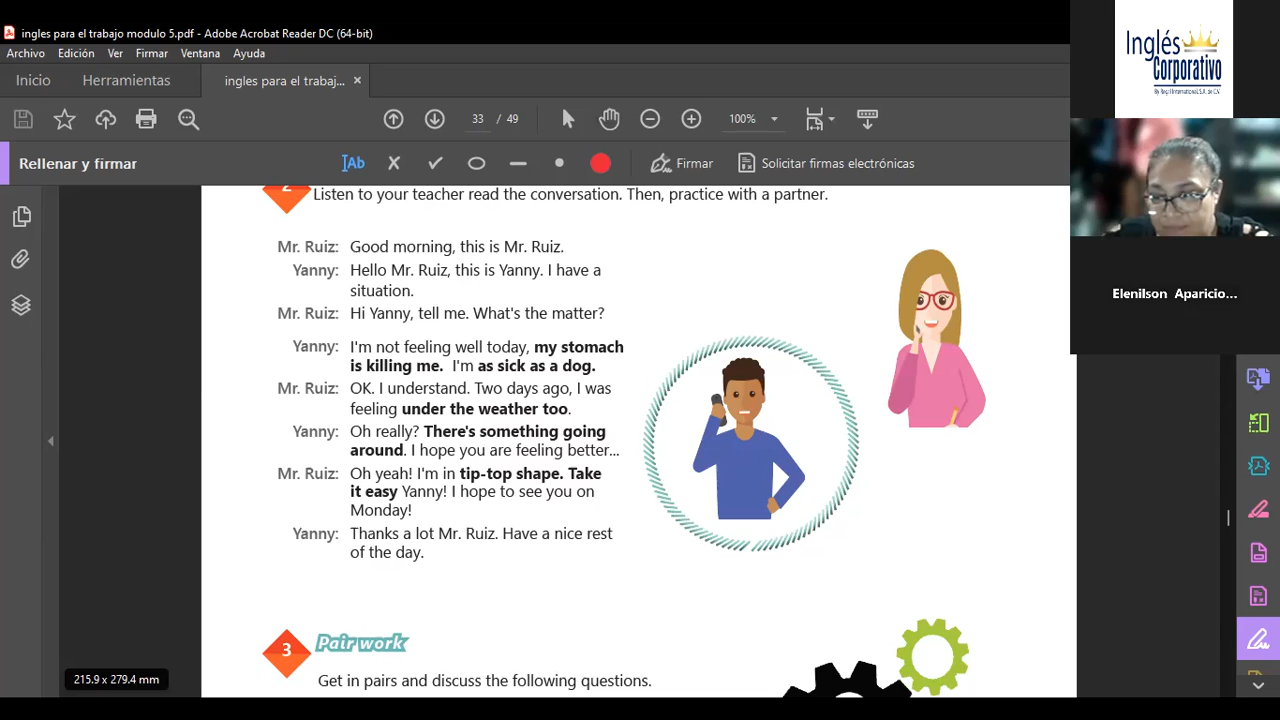 ingles para el trabajo modulo 5.pdf - Adobe Acrobat Reader DC (64-bit)
Archivo Edición Ver Firmar Ventana Ayuda
Inicio Herramientas ingles para el trabaj... ×
33 / 49 100%
Rellenar y firmar Ab Firmar Solicitar firmas electrónicas
Inglés
Corporativo
Elenilson Aparicio...
2
Listen to your teacher read the conversation. Then, practice with a partner.
Mr. Ruiz: Good morning, this is Mr. Ruiz.
Yanny: Hello Mr. Ruiz, this is Yanny. I have a
situation.
Mr. Ruiz: Hi Yanny, tell me. What's the matter?
Yanny: I'm not feeling well today, my stomach
is killing me. I'm as sick as a dog.
Mr. Ruiz: OK. I understand. Two days ago, I was
feeling under the weather too.
Yanny: Oh really? There's something going
around. I hope you are feeling better...
Mr. Ruiz: Oh yeah! I'm in tip-top shape. Take
it easy Yanny! I hope to see you on
Monday!
Yanny: Thanks a lot Mr. Ruiz. Have a nice rest
of the day.
3 Pair work
Get in pairs and discuss the following questions.
215.9 x 279.4 mm